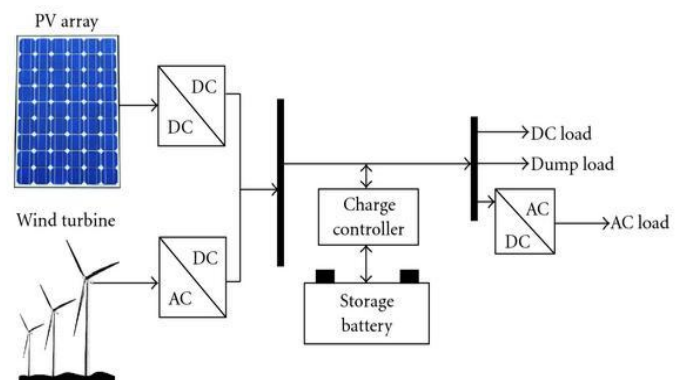 PV array
DC
DC
Wind turbine
DC
AC
Charge
controller
Storage
battery
DC load
Dump load
AC
DC
AC load